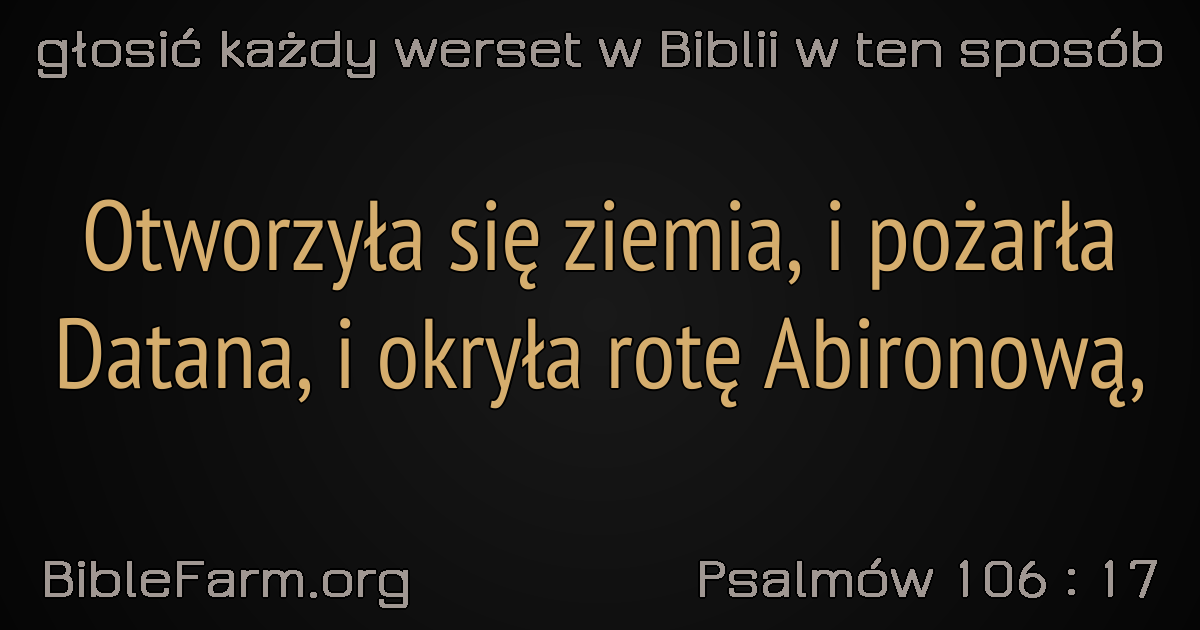 głosić każdy werset w Biblii w ten sposób
Otworzyła się ziemia, i pożarła
Datana, i okryła rotę Abironową,
BibleFarm.org
Psalmów 106 : 17